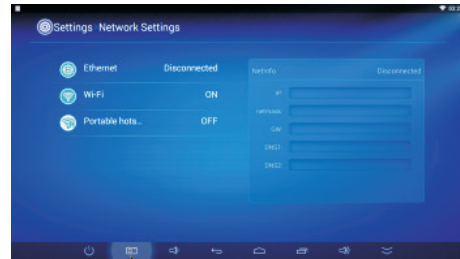 Settings Network Settings
Ethernet Disconnected
Wi-Fi ON
Portable hots... OFF
NetInfo Disconnected
IP:
netmask:
GW:
DNS1:
DNS2: